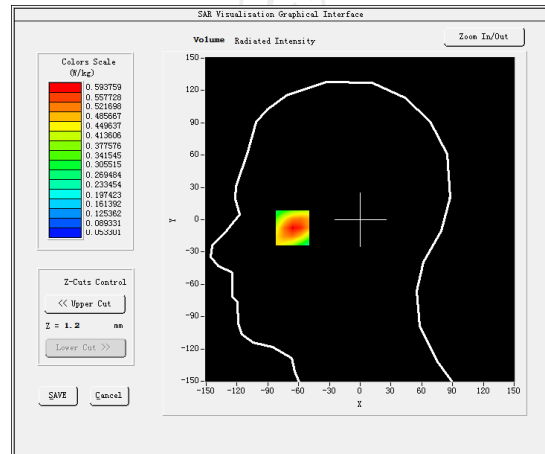 SAR Visualisation Graphical Interface
Volume Radiated Intensity
Zoom In/Out
Colors Scale
(W/kg)
0.593759
0.557728
0.521698
0.485667
0.449637
0.413606
0.377576
0.341545
0.305515
0.269484
0.233454
0.197423
0.161392
0.125362
0.089331
0.053301
Z-Cuts Control
<< Upper Cut
Z = 1.2 mm
Lower Cut >>
SAVE
Cancel
150
120
90
60
30
0
-30
-60
-90
-120
-150
Y
-150 -120 -90 -60 -30 0 30 60 90 120 150
X